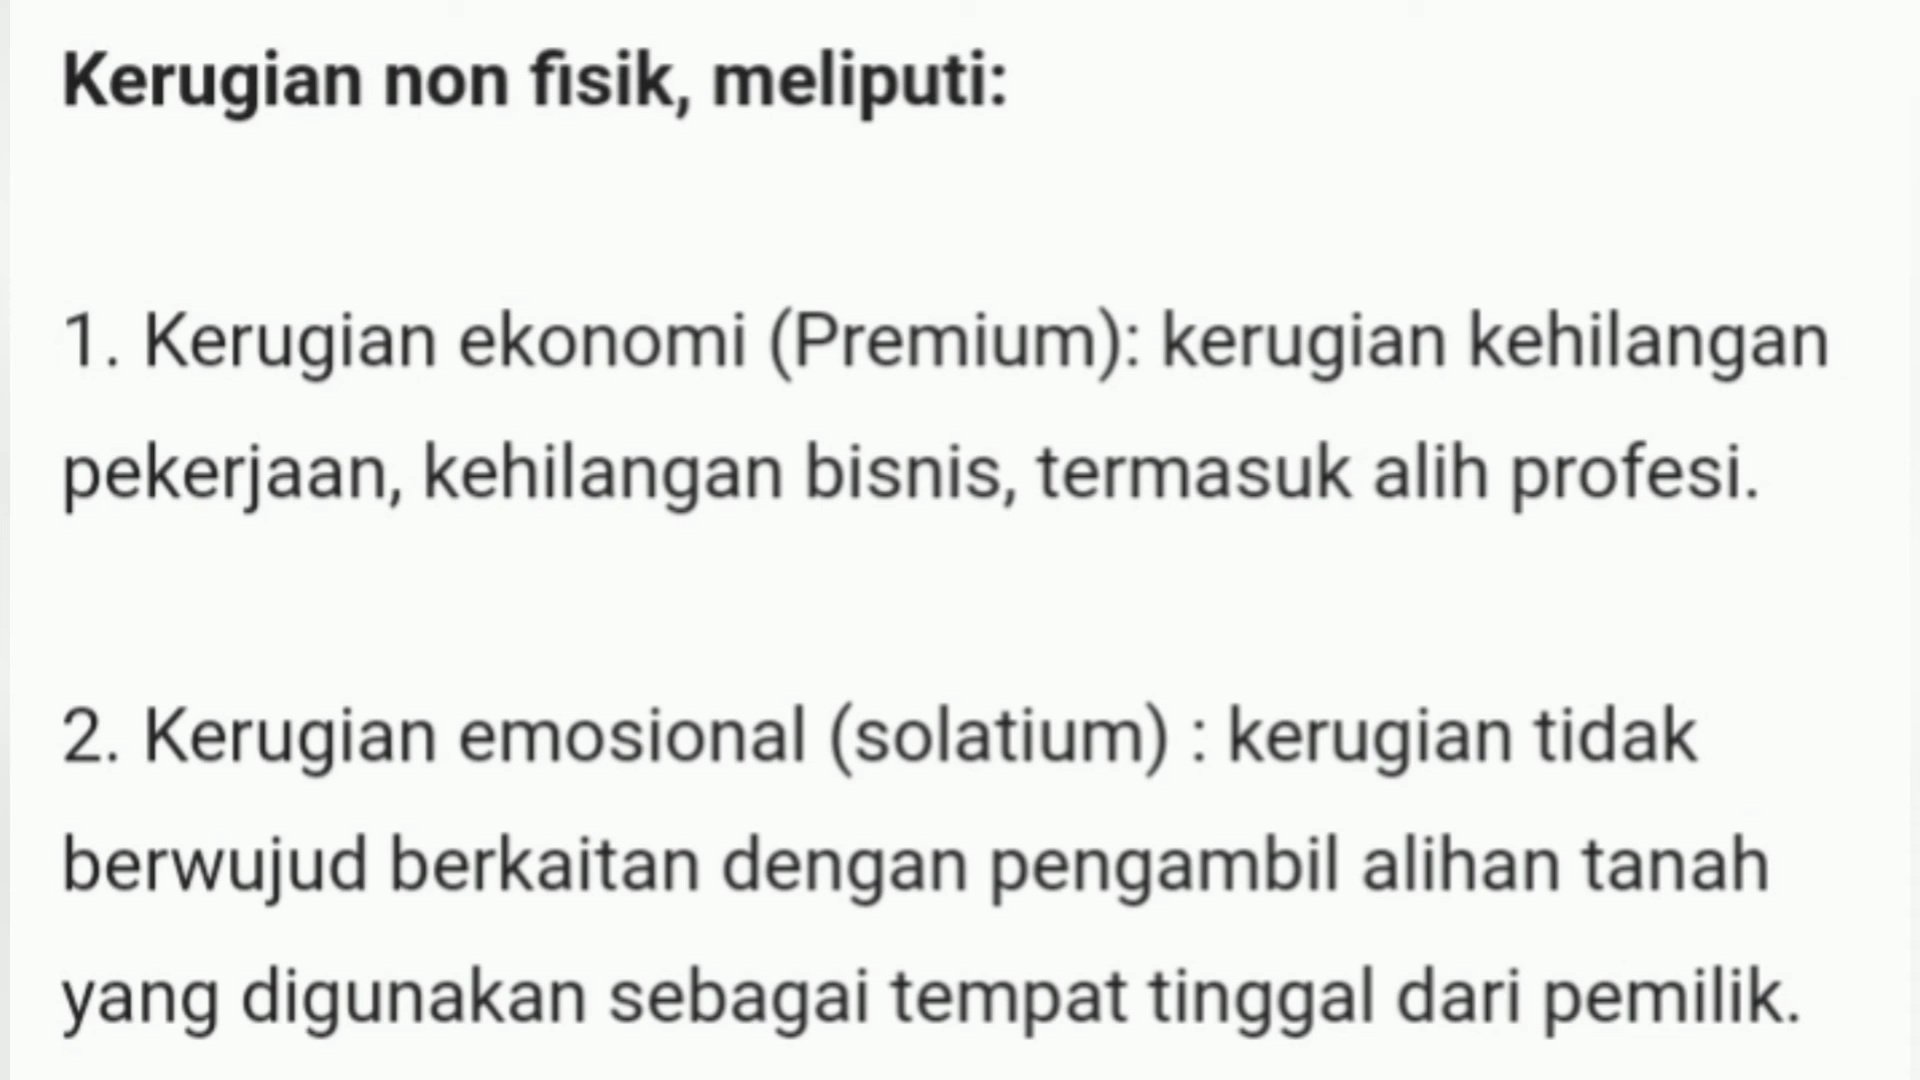 Kerugian non fisik, meliputi:
1. Kerugian ekonomi (Premium): kerugian kehilangan
pekerjaan, kehilangan bisnis, termasuk alih profesi.
2. Kerugian emosional (solatium) : kerugian tidak
berwujud berkaitan dengan pengambil alihan tanah
yang digunakan sebagai tempat tinggal dari pemilik.